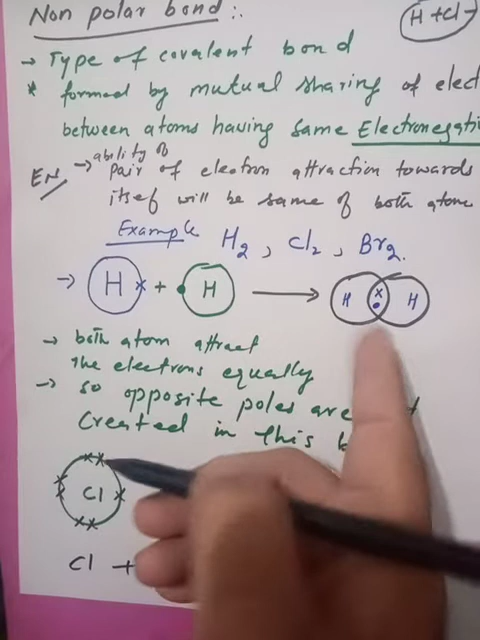 Non polar bond :.
H + Cl -
→ Type of covalent bond
* formed by mutual sharing of elect
between atoms having same Electronegati
EN → ability of
pair of electron attraction towards
itself will be same of both atom
Example H2, Cl2, Br2.
→ H x + • H → H x • H
→ both atom attract
the electrons equally
→ so opposite poles are
Created in this b
Cl
Cl +